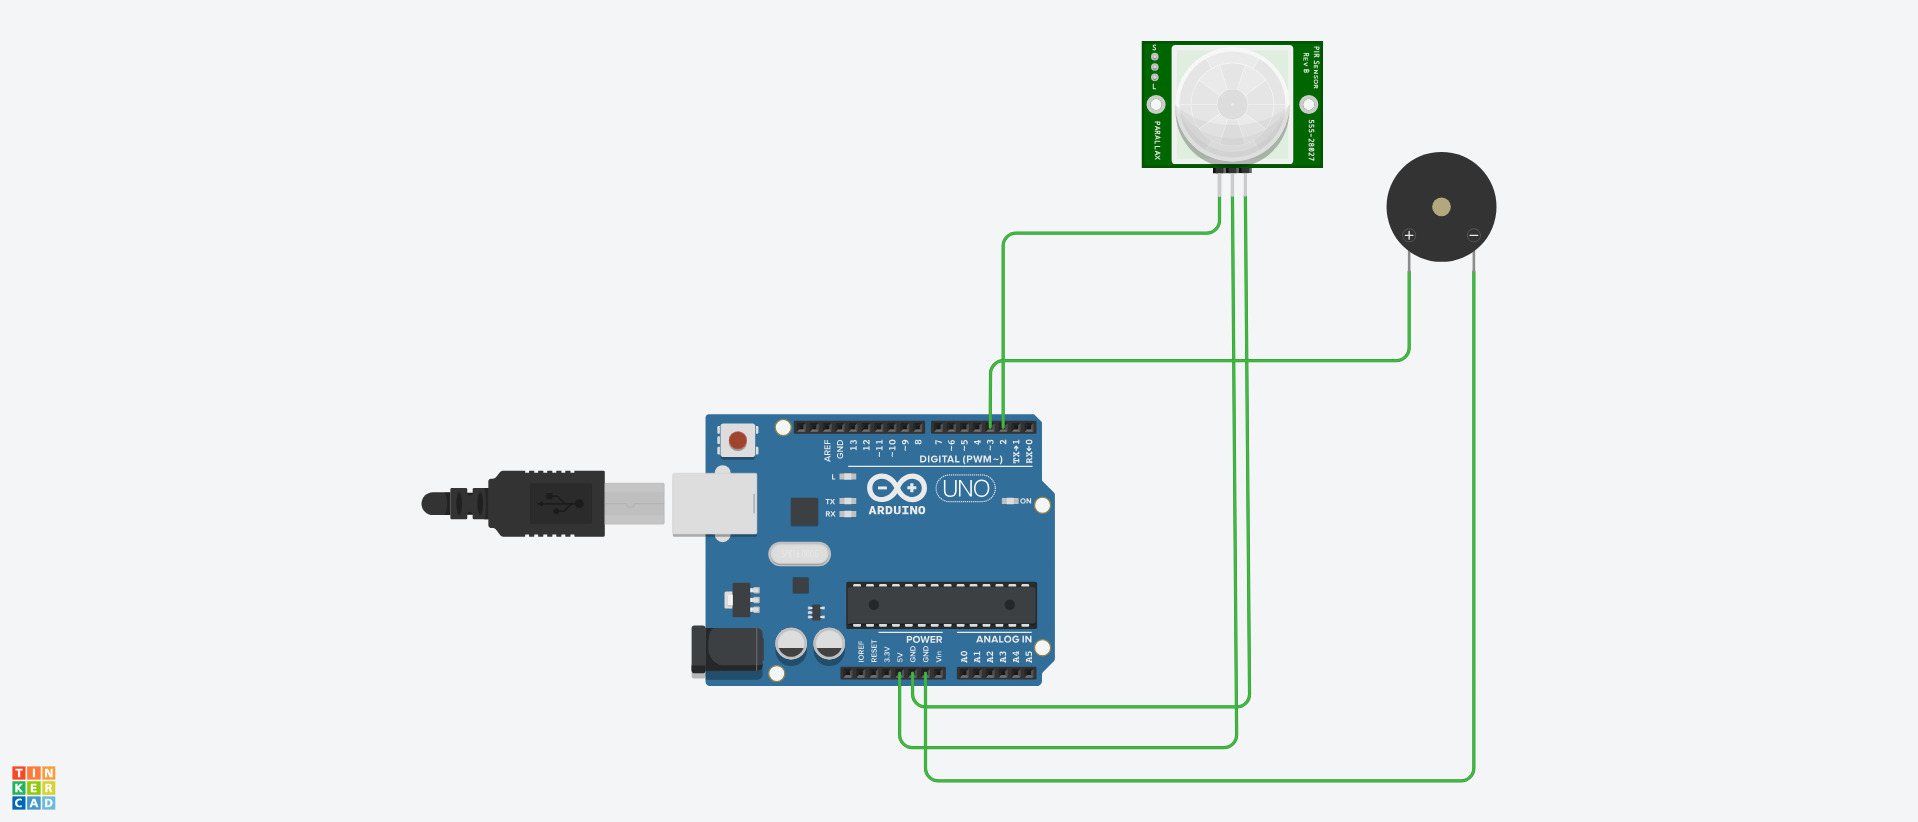 S
L
PARALLAX
PIR SENSOR
REV B
555-28027
+
−
AREF
GND
13
12
~11
~10
~9
8
7
~6
~5
4
~3
2
TX→1
RX←0
DIGITAL (PWM~)
L
TX
RX
ARDUINO
UNO
ON
POWER
ANALOG IN
IOREF
RESET
3.3V
5V
GND
GND
Vin
A0
A1
A2
A3
A4
A5
TIN
KER
CAD